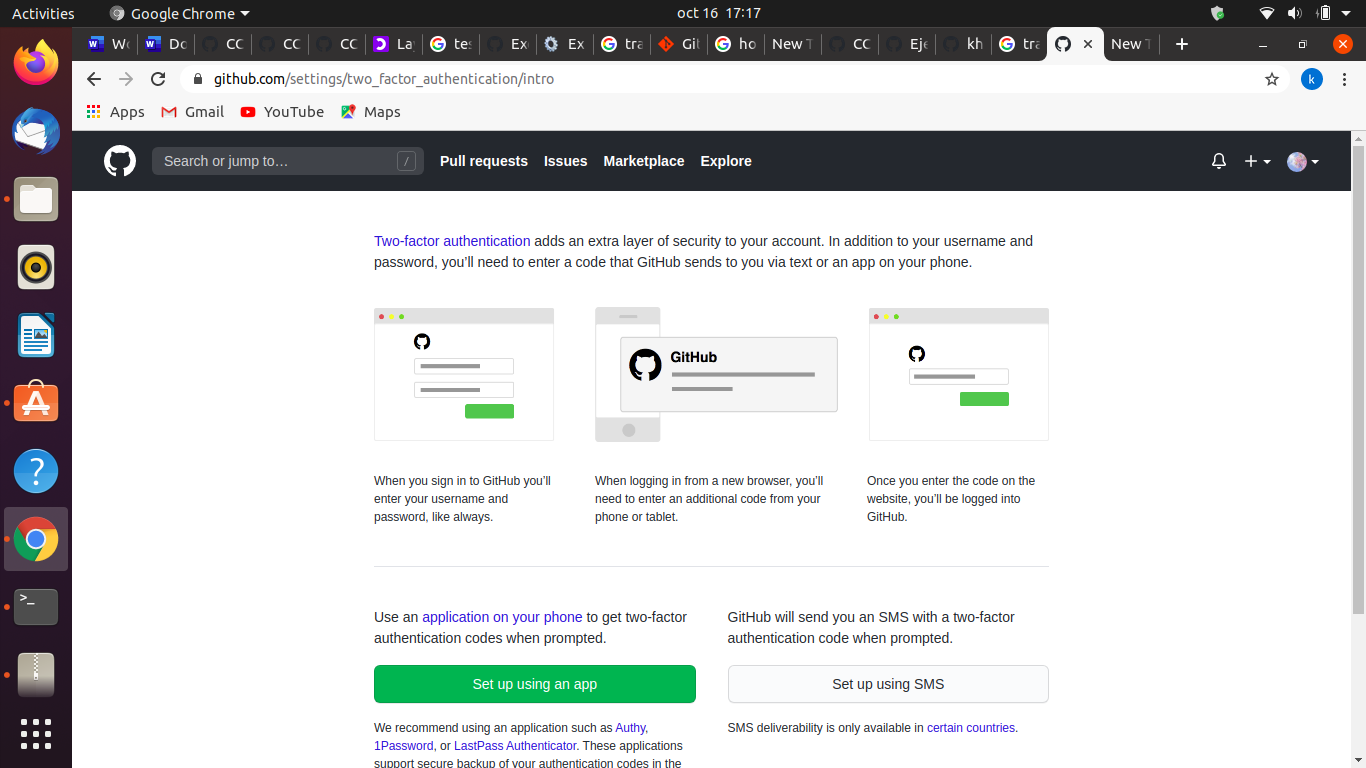 Activities Google Chrome oct 16 17:17
Wo Do CC CC CC La tes Exe Ex tra Git ho New T CC Eje kh tra New T
github.com/settings/two_factor_authentication/intro k
Apps Gmail YouTube Maps
Search or jump to… / Pull requests Issues Marketplace Explore
Two-factor authentication adds an extra layer of security to your account. In addition to your username and
password, you’ll need to enter a code that GitHub sends to you via text or an app on your phone.
GitHub
When you sign in to GitHub you’ll
enter your username and
password, like always.
When logging in from a new browser, you’ll
need to enter an additional code from your
phone or tablet.
Once you enter the code on the
website, you’ll be logged into
GitHub.
Use an application on your phone to get two-factor
authentication codes when prompted.
Set up using an app
We recommend using an application such as Authy,
1Password, or LastPass Authenticator. These applications
support secure backup of your authentication codes in the
GitHub will send you an SMS with a two-factor
authentication code when prompted.
Set up using SMS
SMS deliverability is only available in certain countries.